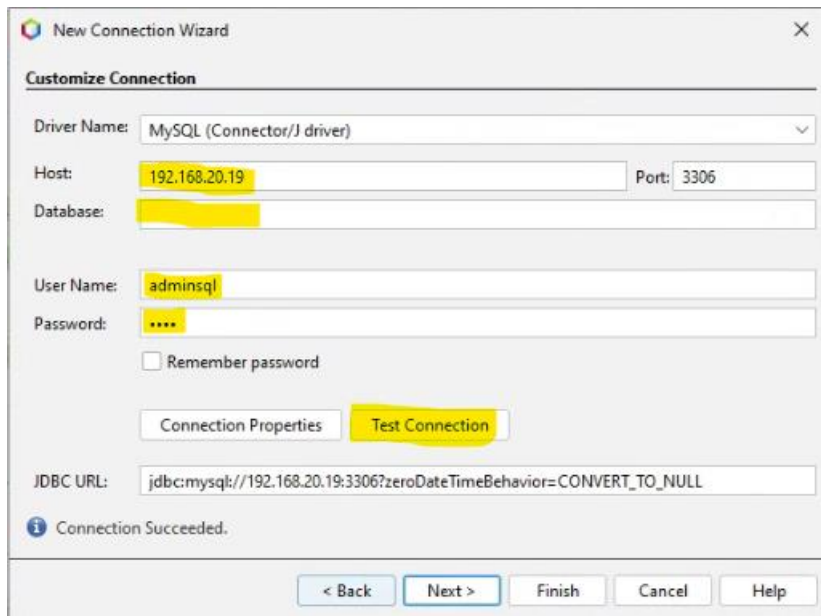 New Connection Wizard
Customize Connection
Driver Name: MySQL (Connector/J driver)
Host: 192.168.20.19 Port: 3306
Database:
User Name: adminsql
Password: ••••
Remember password
Connection Properties Test Connection
JDBC URL: jdbc:mysql://192.168.20.19:3306?zeroDateTimeBehavior=CONVERT_TO_NULL
Connection Succeeded.
< Back Next > Finish Cancel Help